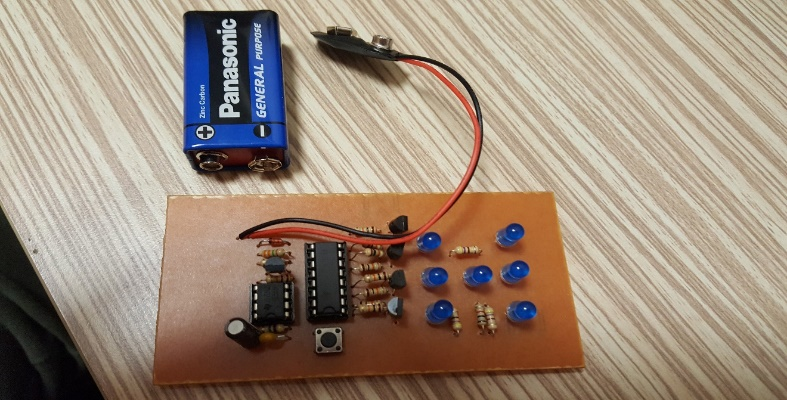 Panasonic
GENERAL PURPOSE
Zinc Carbon
+
-